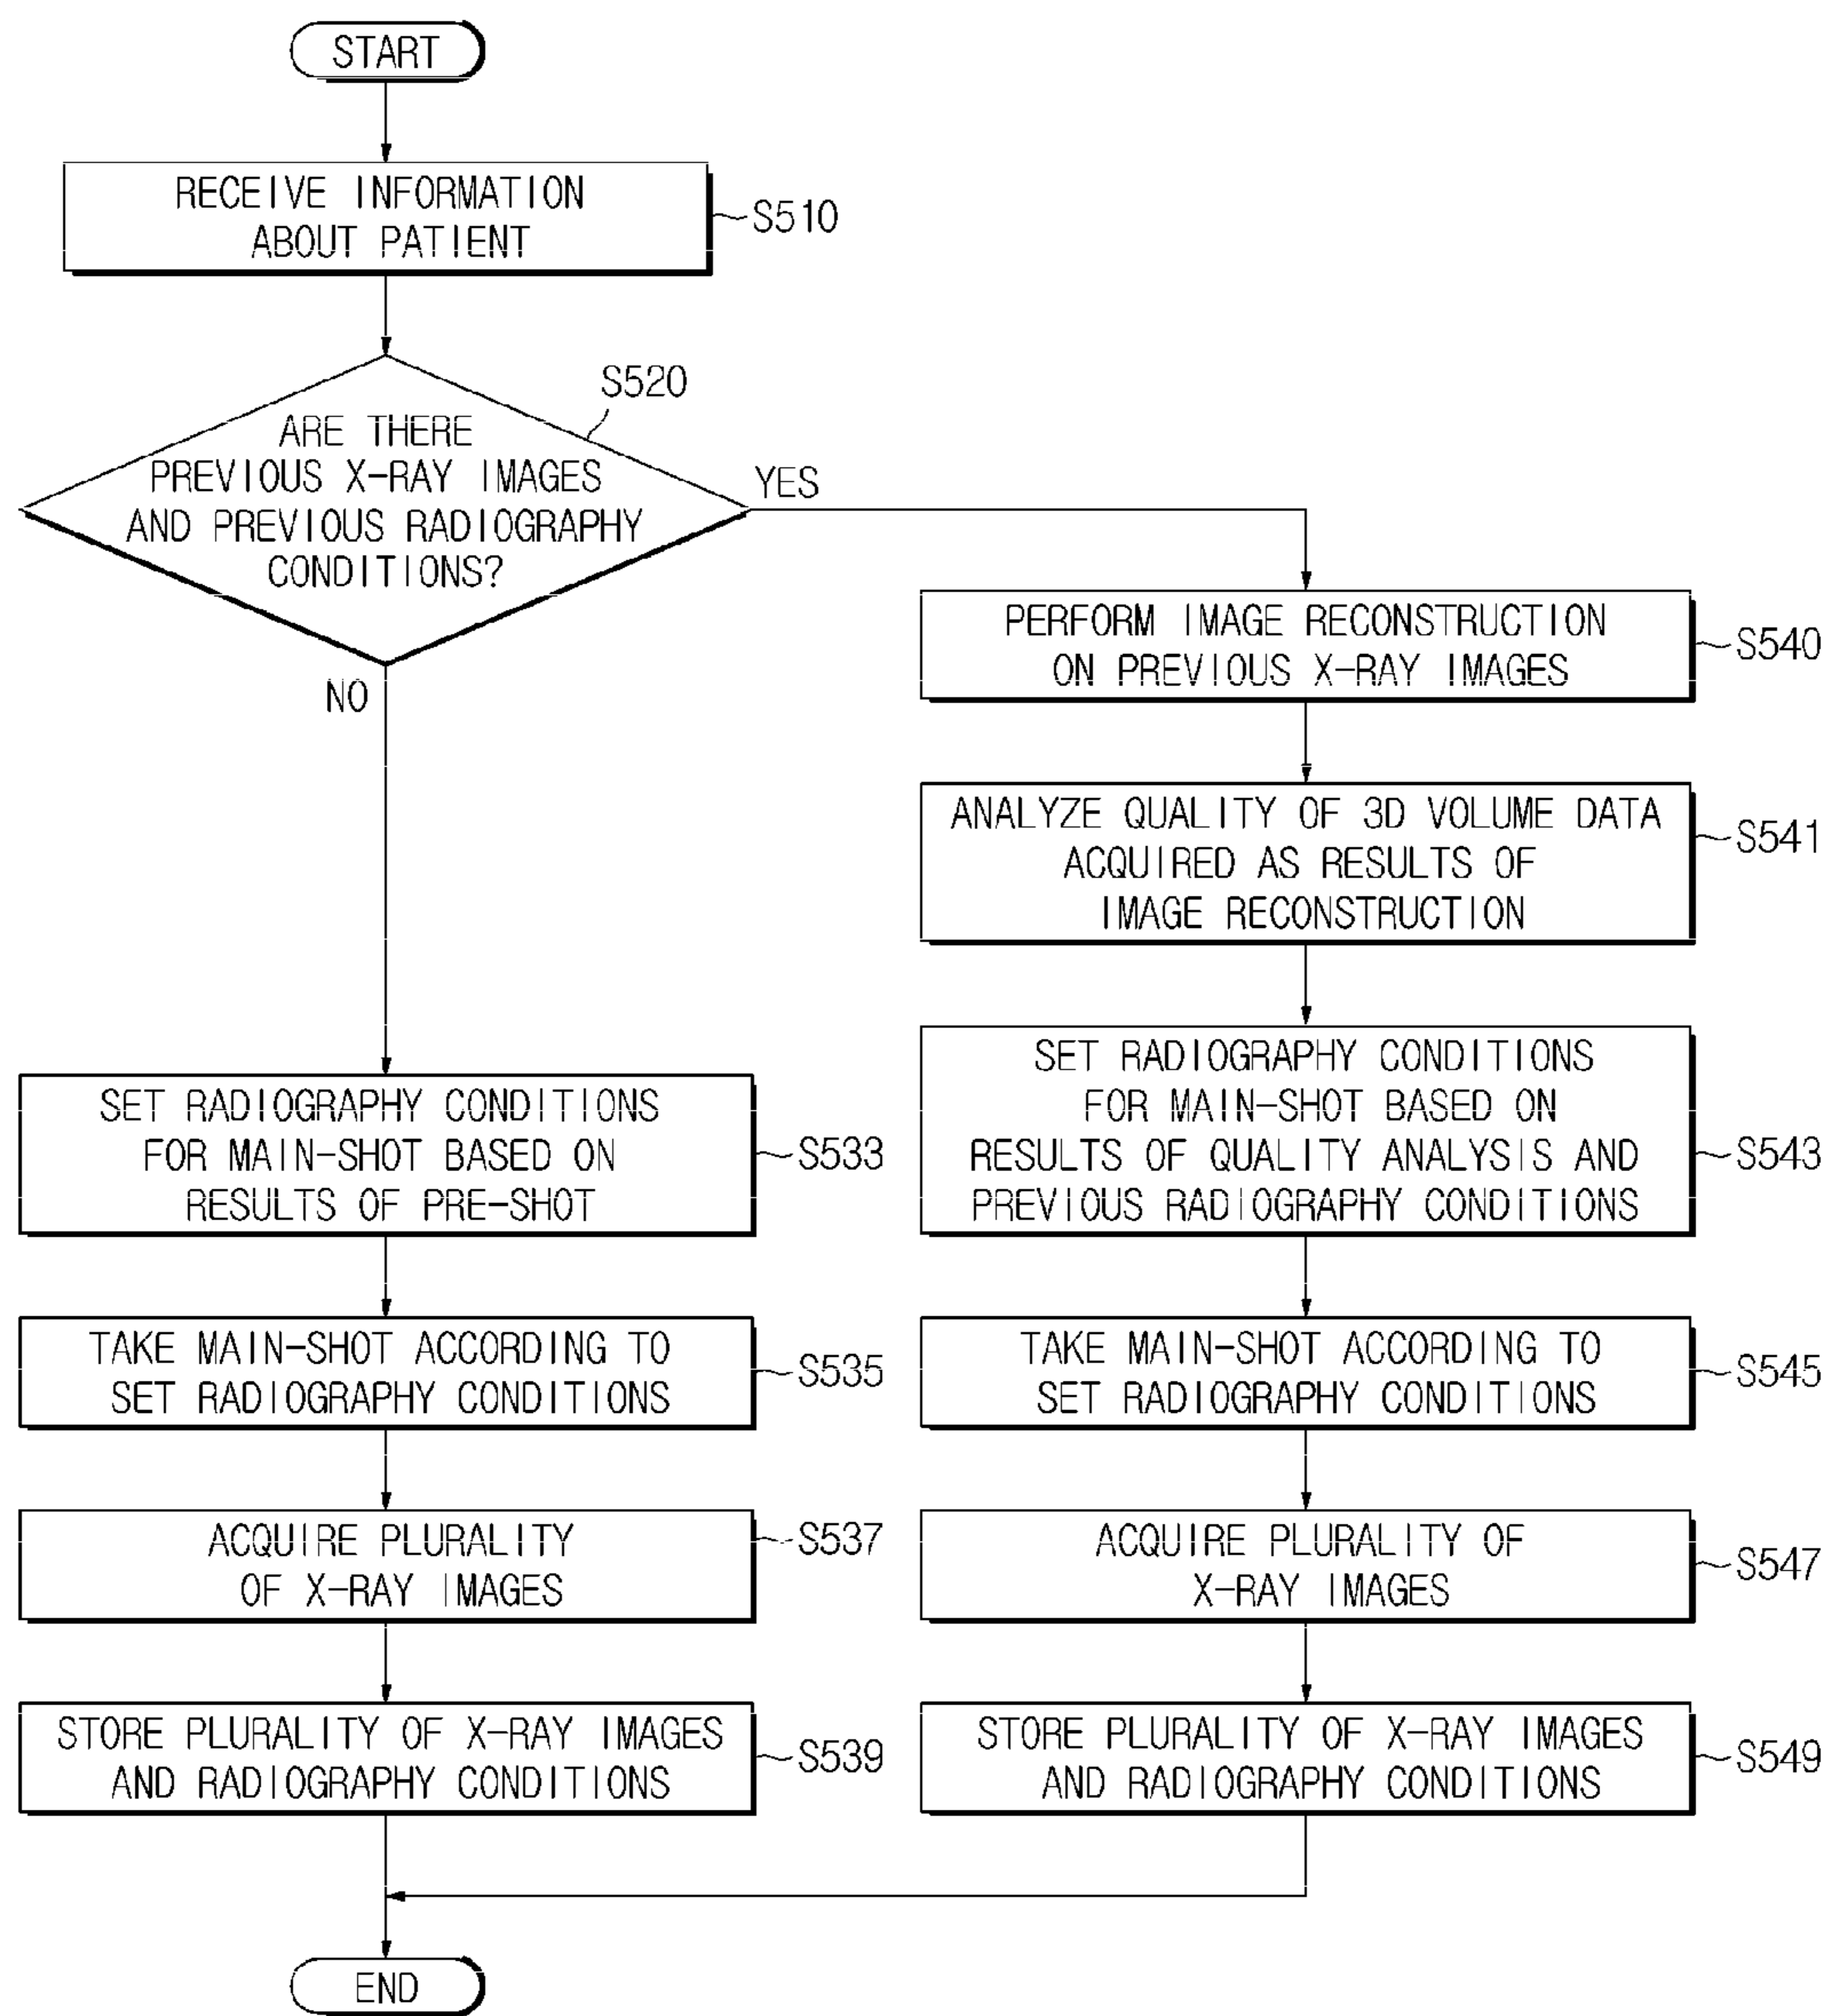 START
RECEIVE INFORMATION
ABOUT PATIENT
S510
S520
ARE THERE
PREVIOUS X-RAY IMAGES
AND PREVIOUS RADIOGRAPHY
CONDITIONS?
YES
NO
PERFORM IMAGE RECONSTRUCTION
ON PREVIOUS X-RAY IMAGES
S540
ANALYZE QUALITY OF 3D VOLUME DATA
ACQUIRED AS RESULTS OF
IMAGE RECONSTRUCTION
S541
SET RADIOGRAPHY CONDITIONS
FOR MAIN-SHOT BASED ON
RESULTS OF PRE-SHOT
S533
SET RADIOGRAPHY CONDITIONS
FOR MAIN-SHOT BASED ON
RESULTS OF QUALITY ANALYSIS AND
PREVIOUS RADIOGRAPHY CONDITIONS
S543
TAKE MAIN-SHOT ACCORDING TO
SET RADIOGRAPHY CONDITIONS
S535
TAKE MAIN-SHOT ACCORDING TO
SET RADIOGRAPHY CONDITIONS
S545
ACQUIRE PLURALITY
OF X-RAY IMAGES
S537
ACQUIRE PLURALITY OF
X-RAY IMAGES
S547
STORE PLURALITY OF X-RAY IMAGES
AND RADIOGRAPHY CONDITIONS
S539
STORE PLURALITY OF X-RAY IMAGES
AND RADIOGRAPHY CONDITIONS
S549
END